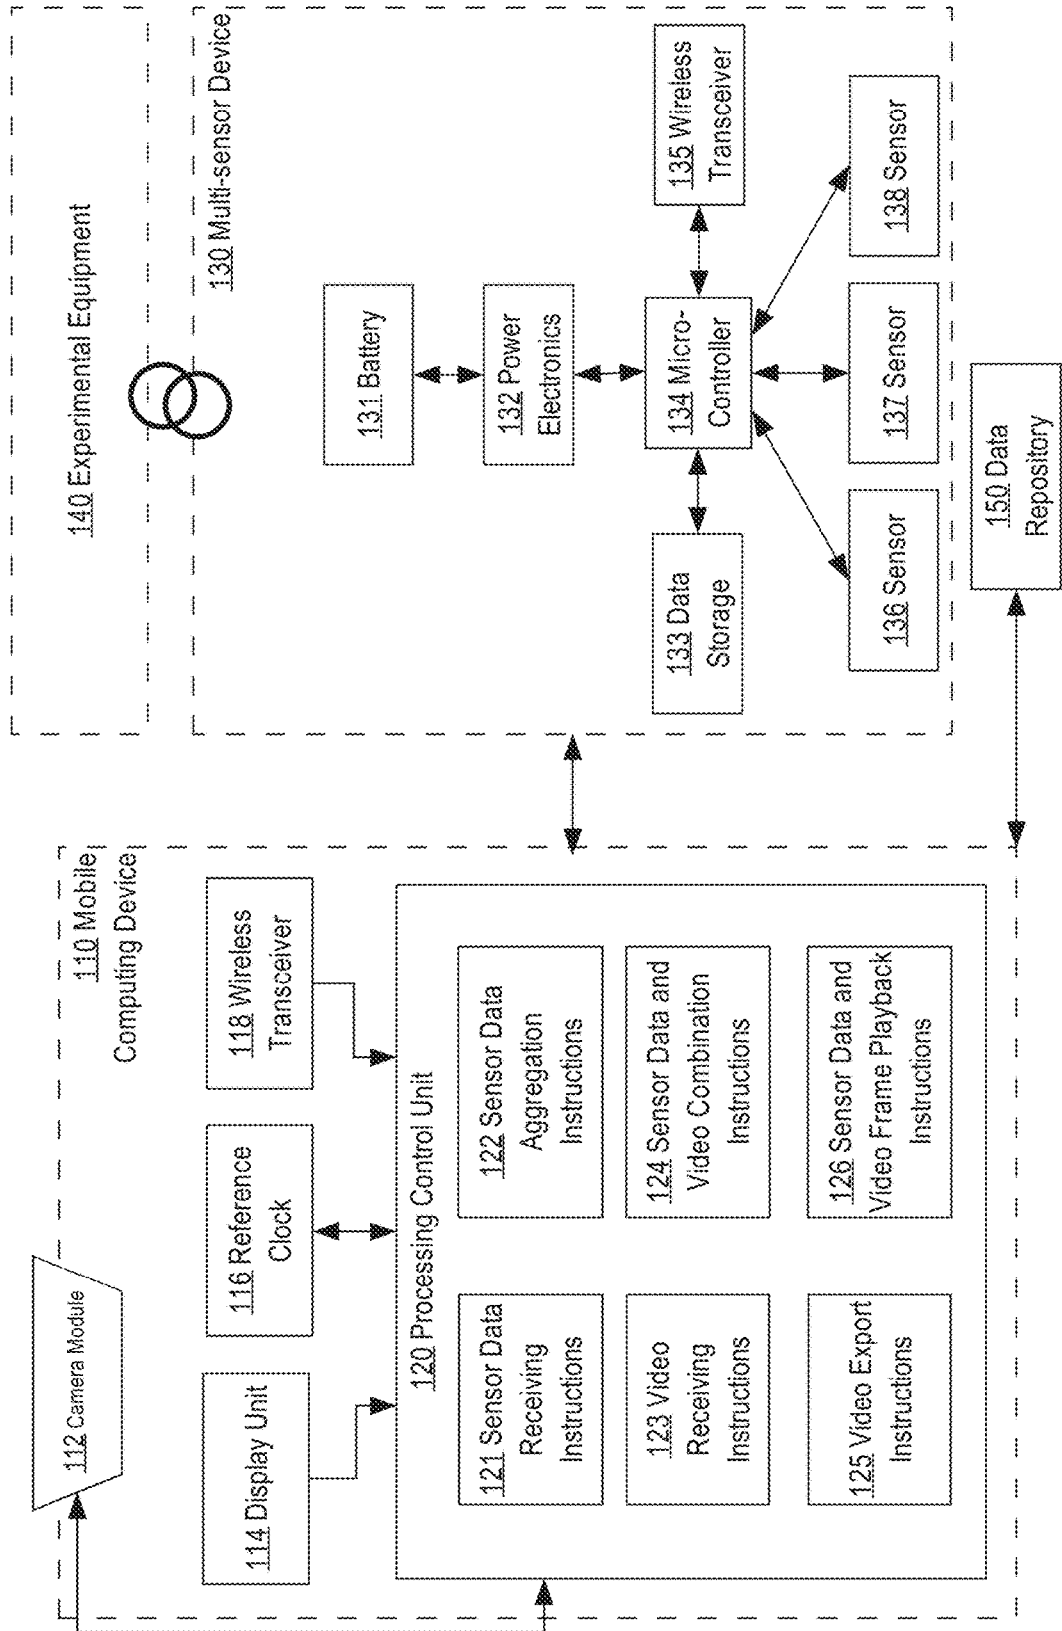 110 Mobile
Computing Device
112 Camera Module
114 Display Unit
116 Reference
Clock
118 Wireless
Transceiver
120 Processing Control Unit
121 Sensor Data
Receiving
Instructions
122 Sensor Data
Aggregation
Instructions
123 Video
Receiving
Instructions
124 Sensor Data and
Video Combination
Instructions
125 Video Export
Instructions
126 Sensor Data and
Video Frame Playback
Instructions
140 Experimental Equipment
130 Multi-sensor Device
131 Battery
132 Power
Electronics
133 Data
Storage
134 Micro-
Controller
135 Wireless
Transceiver
136 Sensor
137 Sensor
138 Sensor
150 Data
Repository